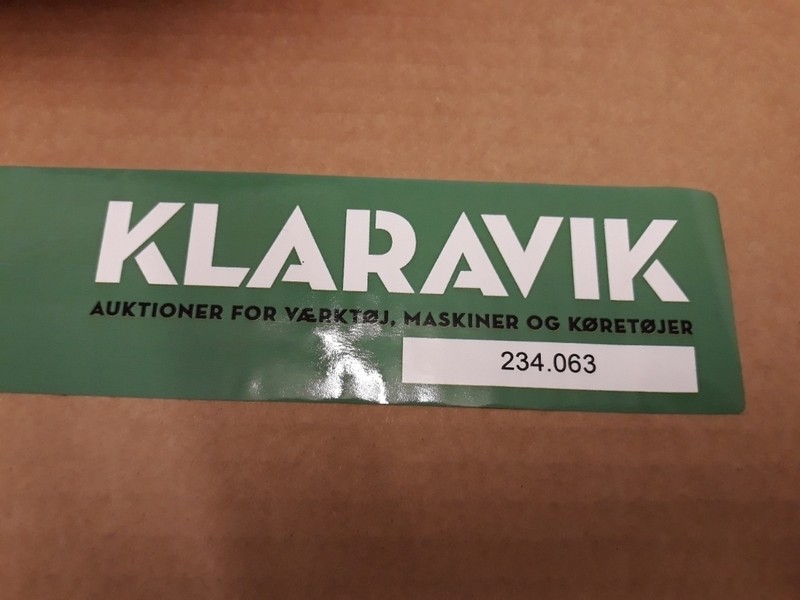 KLARAVIK
AUKTIONER FOR VÆRKTØJ, MASKINER OG KØRETØJER
234.063